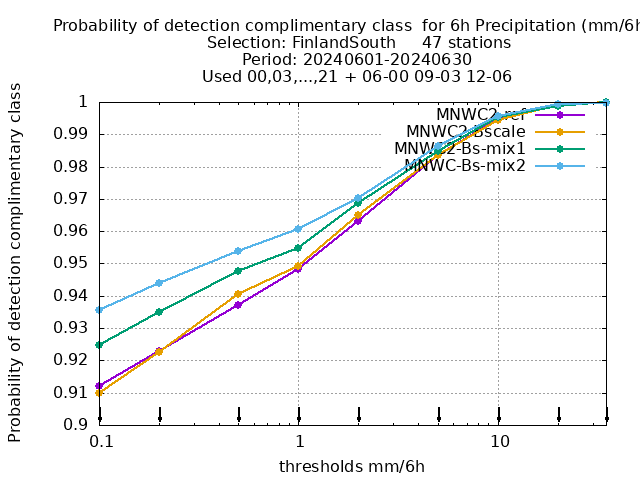 Probability of detection complimentary class  for 6h Precipitation (mm/6h
Selection: FinlandSouth     47 stations
Period: 20240601-20240630
Used 00,03,...,21 + 06-00 09-03 12-06
Probability of detection complimentary class
1
0.99
0.98
0.97
0.96
0.95
0.94
0.93
0.92
0.91
0.9
MNWC2-ref
MNWC2-Bscale
MNWC2-Bs-mix1
MNWC-Bs-mix2
0.1
1
10
thresholds mm/6h